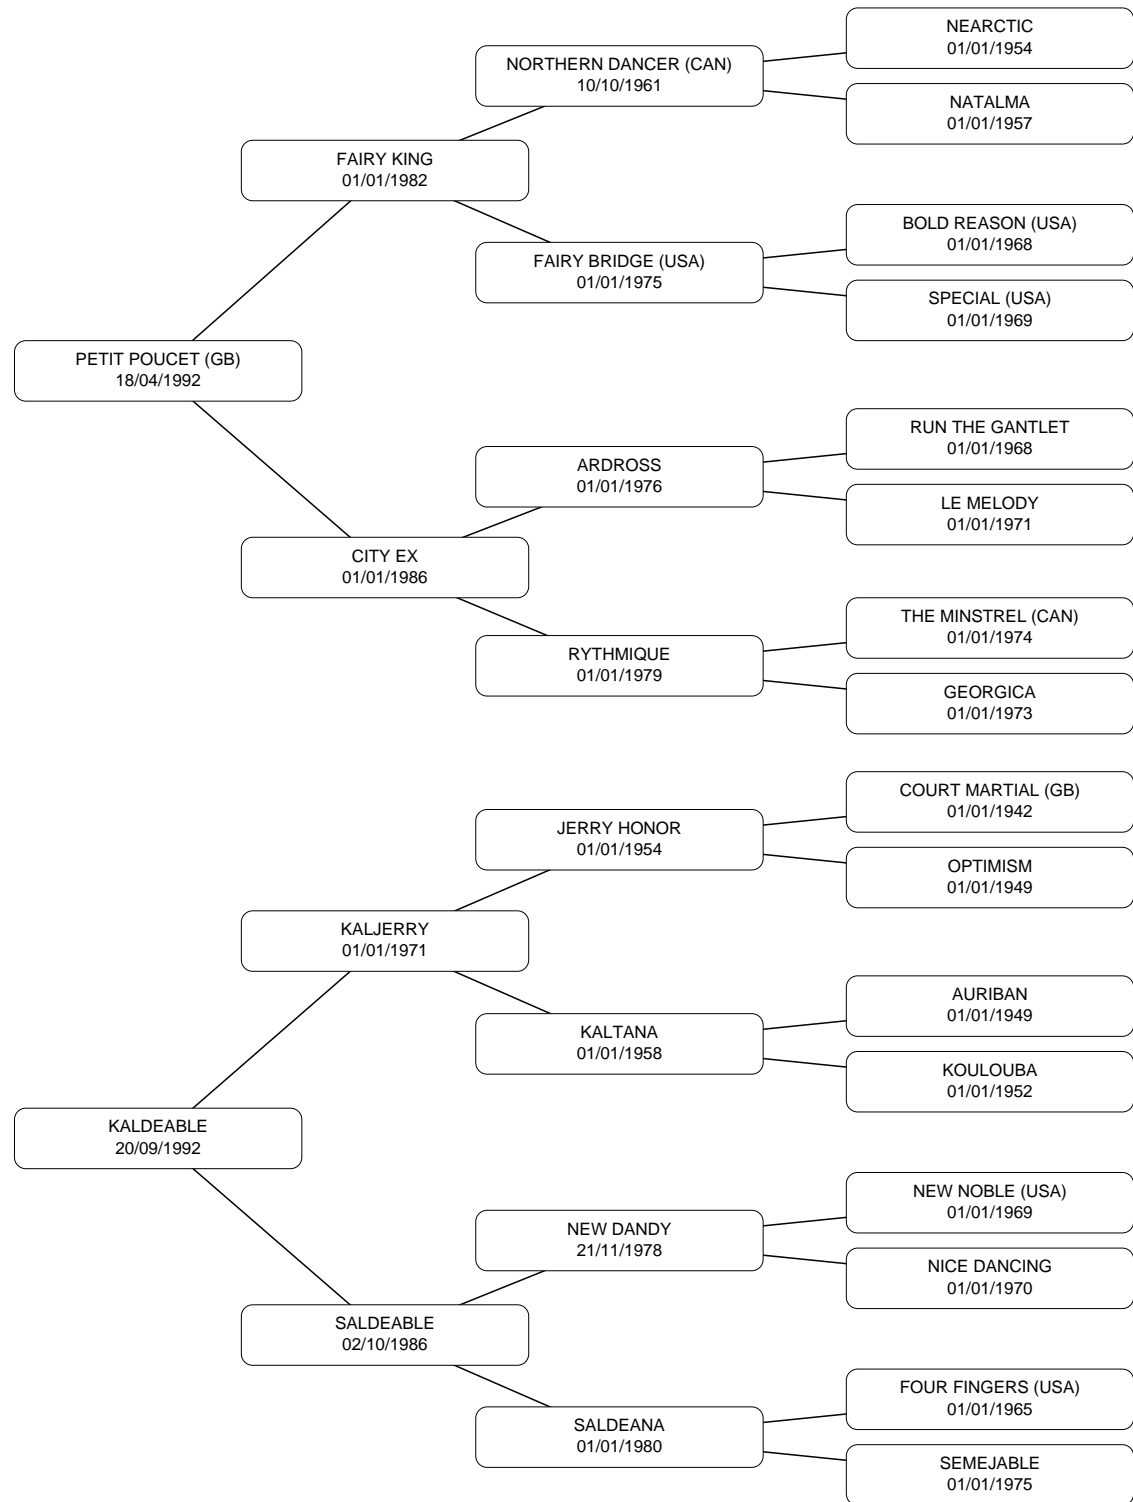 NEARCTIC
01/01/1954
NORTHERN DANCER (CAN)
10/10/1961
NATALMA
01/01/1957
FAIRY KING
01/01/1982
BOLD REASON (USA)
01/01/1968
FAIRY BRIDGE (USA)
01/01/1975
SPECIAL (USA)
01/01/1969
PETIT POUCET (GB)
18/04/1992
RUN THE GANTLET
01/01/1968
ARDROSS
01/01/1976
LE MELODY
01/01/1971
CITY EX
01/01/1986
THE MINSTREL (CAN)
01/01/1974
RYTHMIQUE
01/01/1979
GEORGICA
01/01/1973
COURT MARTIAL (GB)
01/01/1942
JERRY HONOR
01/01/1954
OPTIMISM
01/01/1949
KALJERRY
01/01/1971
AURIBAN
01/01/1949
KALTANA
01/01/1958
KOULOUBA
01/01/1952
KALDEABLE
20/09/1992
NEW NOBLE (USA)
01/01/1969
NEW DANDY
21/11/1978
NICE DANCING
01/01/1970
SALDEABLE
02/10/1986
FOUR FINGERS (USA)
01/01/1965
SALDEANA
01/01/1980
SEMEJABLE
01/01/1975